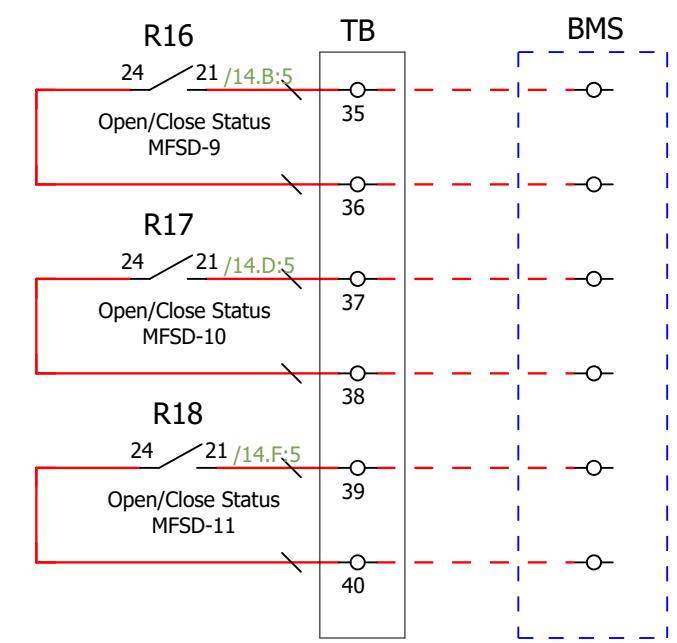 R16 TB BMS
24 21 /14.B:5
35
Open/Close Status
MFSD-9
36
R17
24 21 /14.D:5
37
Open/Close Status
MFSD-10
38
R18
24 21 /14.F:5
39
Open/Close Status
MFSD-11
40